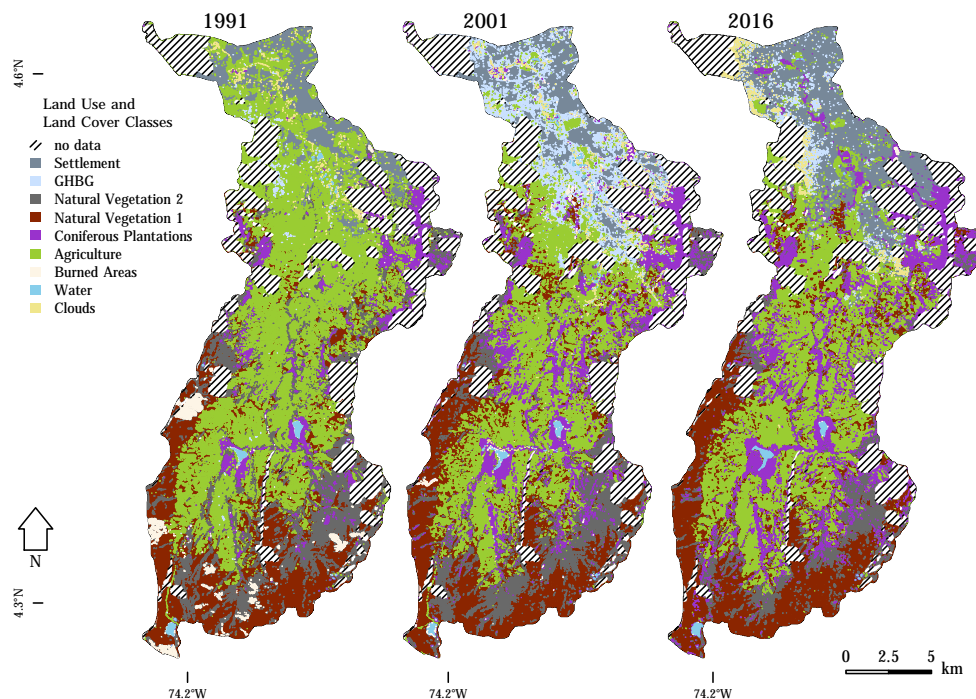 1991
2001
2016
4.6°N
Land Use and
Land Cover Classes
no data
Settlement
GHBG
Natural Vegetation 2
Natural Vegetation 1
Coniferous Plantations
Agriculture
Burned Areas
Water
Clouds
N
4.3°N
0 2.5 5
km
74.2°W
74.2°W
74.2°W